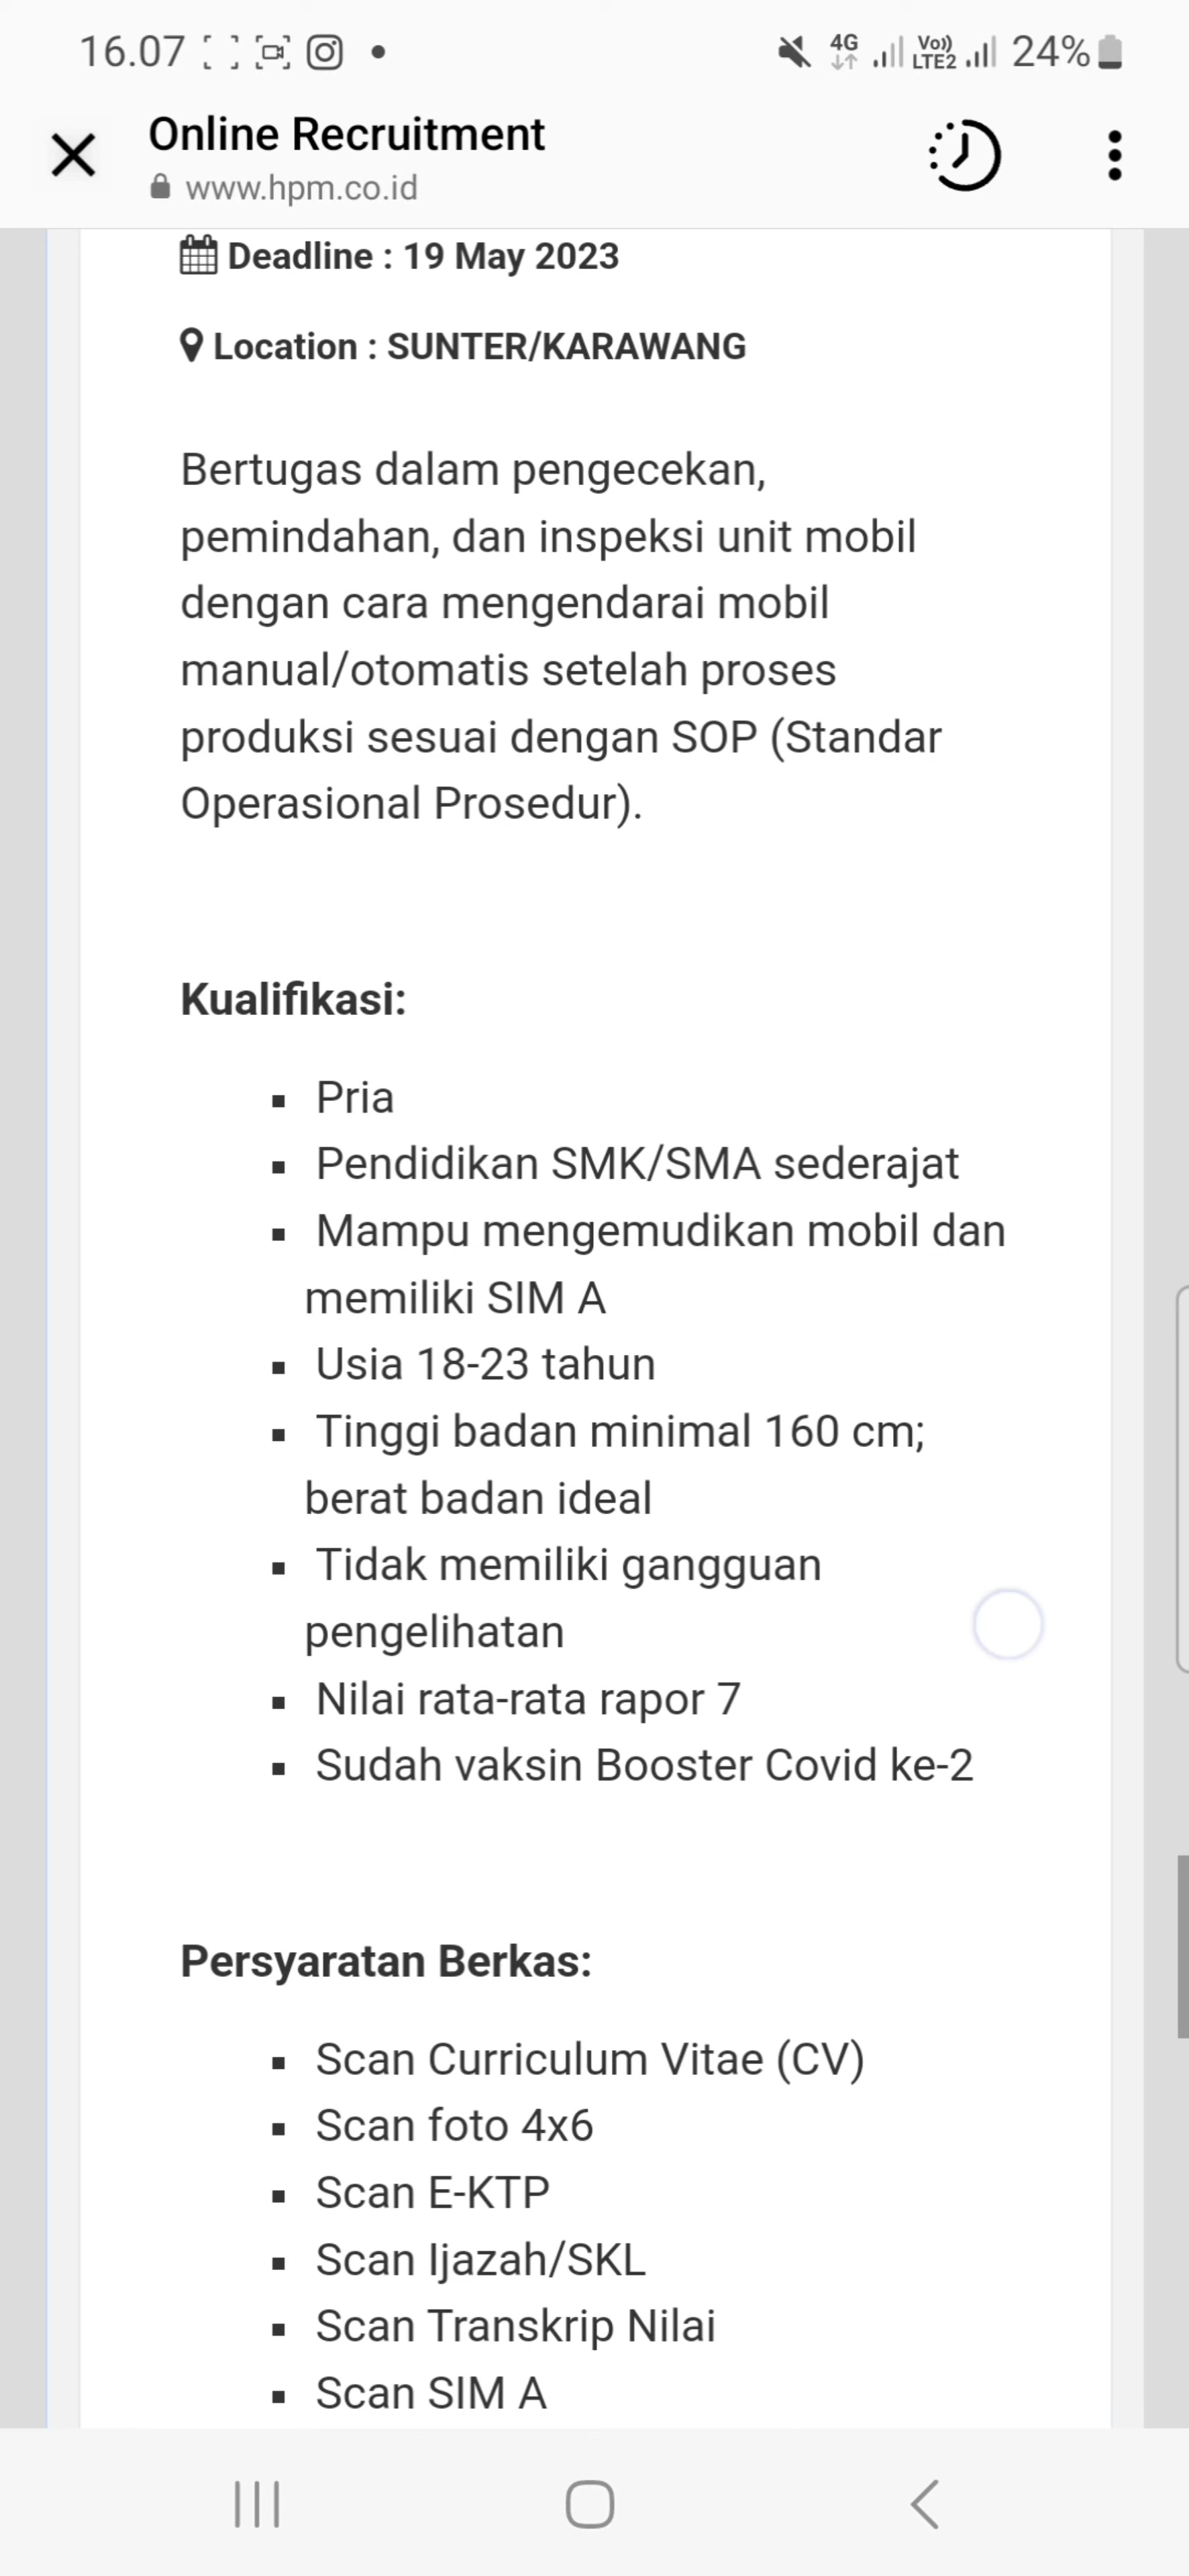 16.07
4G
Vo))
LTE2
24%
Online Recruitment
www.hpm.co.id
Deadline : 19 May 2023
Location : SUNTER/KARAWANG
Bertugas dalam pengecekan,
pemindahan, dan inspeksi unit mobil
dengan cara mengendarai mobil
manual/otomatis setelah proses
produksi sesuai dengan SOP (Standar
Operasional Prosedur).
Kualifikasi:
▪ Pria
▪ Pendidikan SMK/SMA sederajat
▪ Mampu mengemudikan mobil dan
memiliki SIM A
▪ Usia 18-23 tahun
▪ Tinggi badan minimal 160 cm;
berat badan ideal
▪ Tidak memiliki gangguan
pengelihatan
▪ Nilai rata-rata rapor 7
▪ Sudah vaksin Booster Covid ke-2
Persyaratan Berkas:
▪ Scan Curriculum Vitae (CV)
▪ Scan foto 4x6
▪ Scan E-KTP
▪ Scan Ijazah/SKL
▪ Scan Transkrip Nilai
▪ Scan SIM A